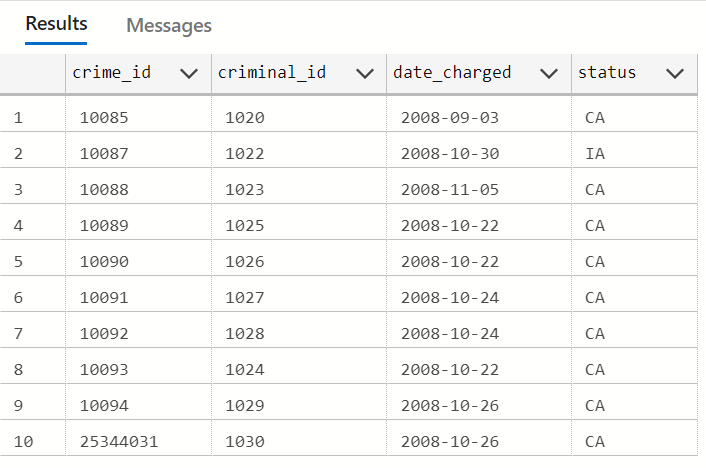 Results Messages
crime_id criminal_id date_charged status
1 10085 1020 2008-09-03 CA
2 10087 1022 2008-10-30 IA
3 10088 1023 2008-11-05 CA
4 10089 1025 2008-10-22 CA
5 10090 1026 2008-10-22 CA
6 10091 1027 2008-10-24 CA
7 10092 1028 2008-10-24 CA
8 10093 1024 2008-10-22 CA
9 10094 1029 2008-10-26 CA
10 25344031 1030 2008-10-26 CA